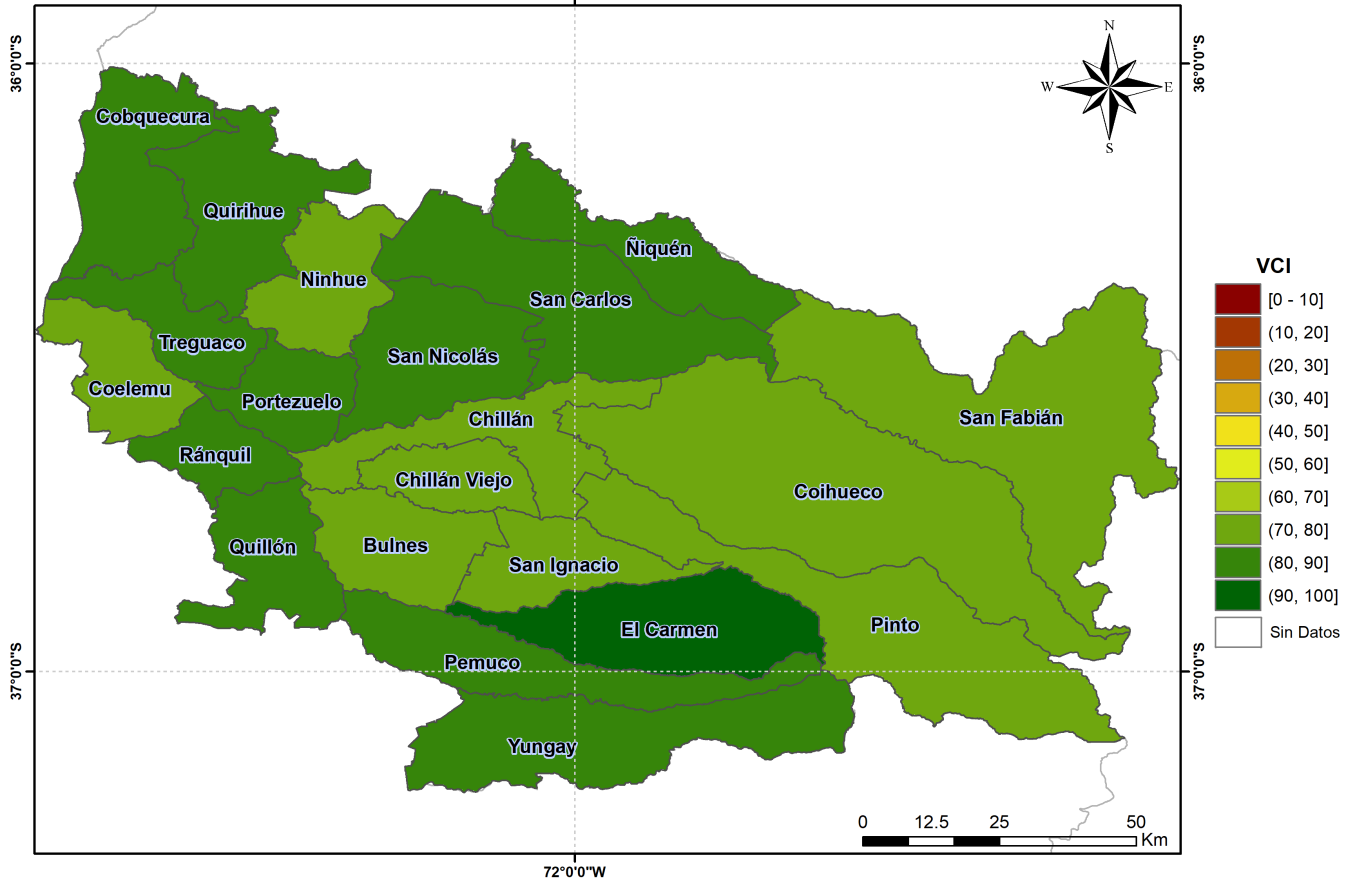 N
W
E
S
36°0'0"S
36°0'0"S
Cobquecura
Quirihue
Ñiquén
Ninhue
San Carlos
Treguaco
San Nicolás
Coelemu
Portezuelo
Chillán
San Fabián
Ránquil
Chillán Viejo
Coihueco
Quillón
Bulnes
San Ignacio
El Carmen
Pinto
Pemuco
Yungay
37°0'0"S
37°0'0"S
72°0'0"W
VCI
[0 - 10]
(10, 20]
(20, 30]
(30, 40]
(40, 50]
(50, 60]
(60, 70]
(70, 80]
(80, 90]
(90, 100]
Sin Datos
0 12.5 25 50
Km